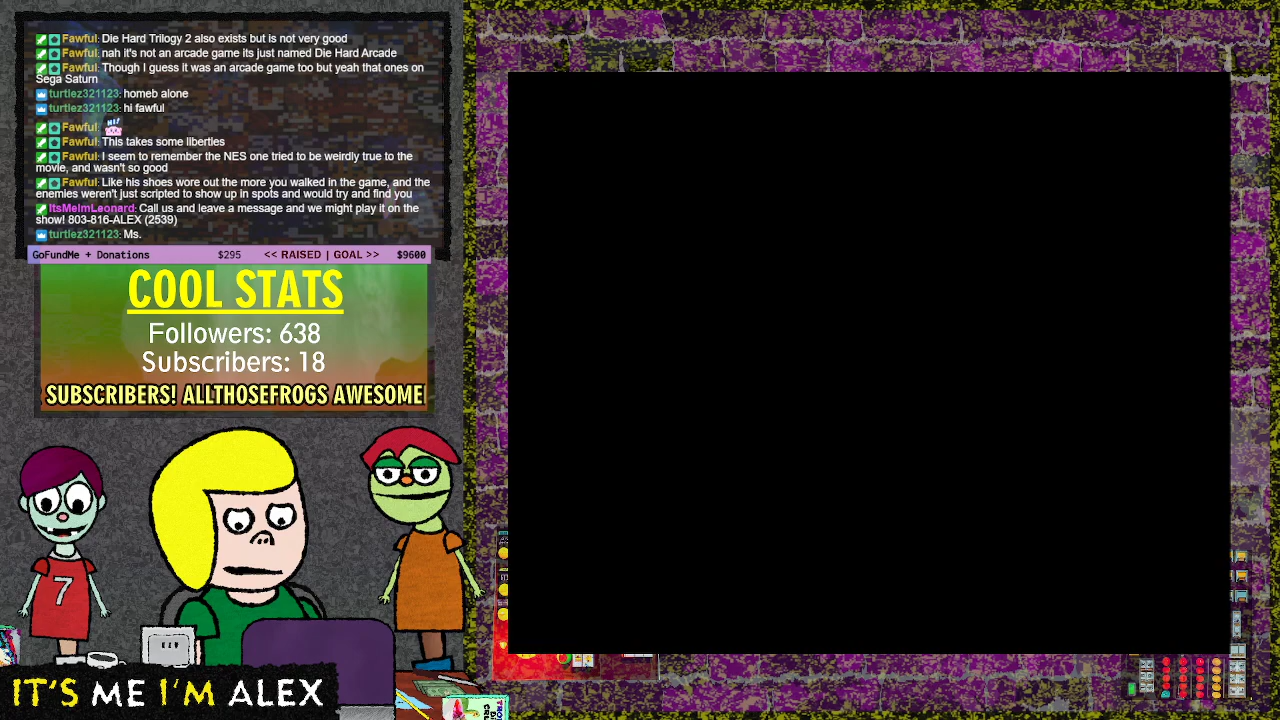 Fawful: Die Hard Trilogy 2 also exists but is not very good
Fawful: nah it's not an arcade game its just named Die Hard Arcade
Fawful: Though I guess it was an arcade game too but yeah that ones on
Sega Saturn
turtlez321123: homeb alone
turtlez321123: hi fawful
Fawful: HI!
Fawful: This takes some liberties
Fawful: I seem to remember the NES one tried to be weirdly true to the
movie, and wasn't so good
Fawful: Like his shoes wore out the more you walked in the game, and the
enemies weren't just scripted to show up in spots and would try and find you
ItsMeImLeonard: Call us and leave a message and we might play it on the
show! 803-816-ALEX (2539)
turtlez321123: Ms.
GoFundMe + Donations $295 << RAISED | GOAL >> $9600
COOL STATS
Followers: 638
Subscribers: 18
SUBSCRIBERS! ALLTHOSEFROGS AWESOME
7
IT'S ME I'M ALEX